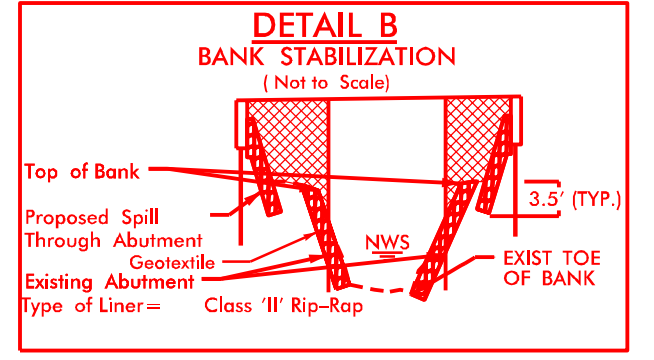 DETAIL B
BANK STABILIZATION
( Not to Scale)
Top of Bank
3.5' (TYP.)
Proposed Spill
Through Abutment
Geotextile
NWS
EXIST TOE
OF BANK
Existing Abutment
Type of Liner = Class 'II' Rip-Rap